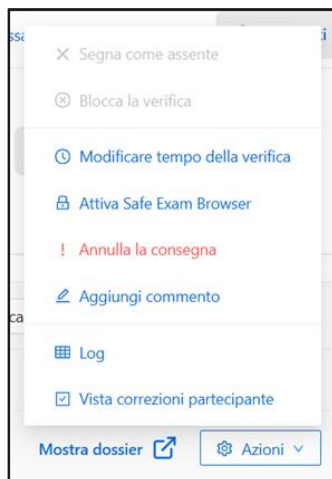 Segna come assente
Blocca la verifica
Modificare tempo della verifica
Attiva Safe Exam Browser
Annulla la consegna
Aggiungi commento
Log
Vista correzioni partecipante
Mostra dossier
Azioni